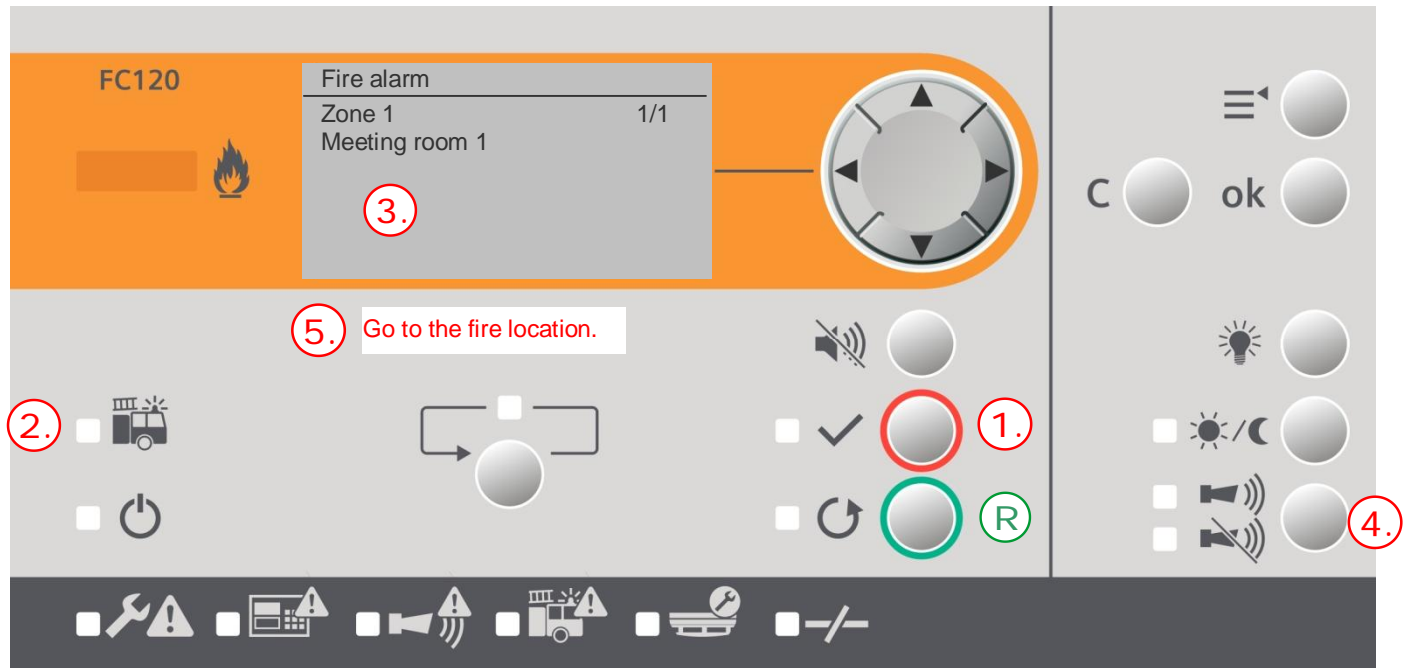 FC120
Fire alarm
Zone 1 1/1
Meeting room 1
3.
C ok
5. Go to the fire location.
2.
1.
R
4.